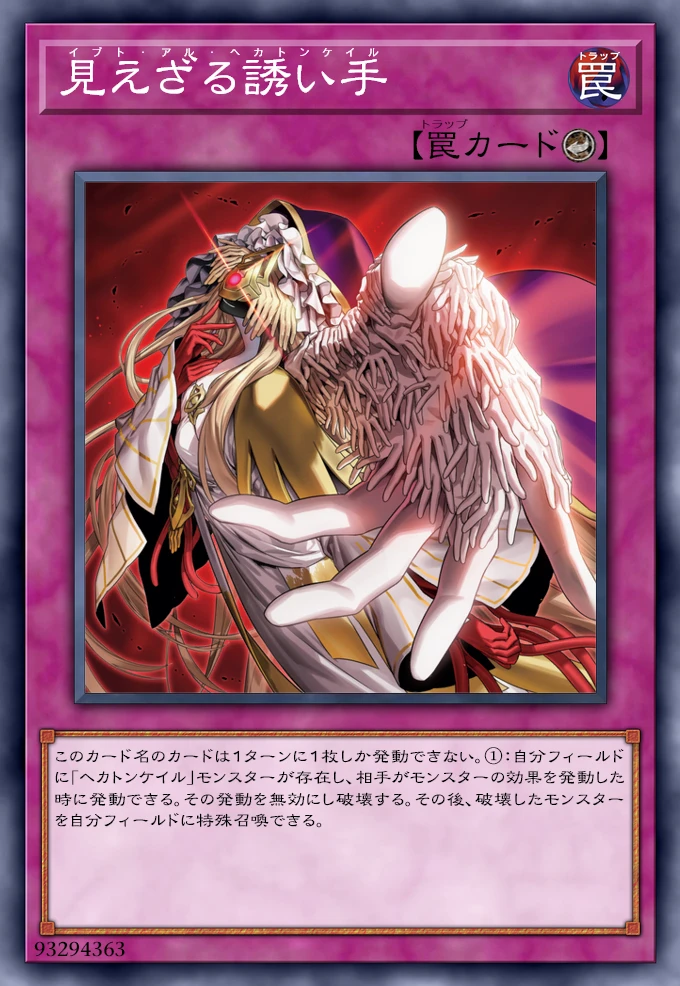 イプト・アル・ヘカトンケイル
見えざる誘い手
トラップ
罠
トラップ
【罠カード】
このカード名のカードは１ターンに１枚しか発動できない。①：自分フィールド
に「ヘカトンケイル」モンスターが存在し、相手がモンスターの効果を発動した
時に発動できる。その発動を無効にし破壊する。その後、破壊したモンスター
を自分フィールドに特殊召喚できる。
93294363